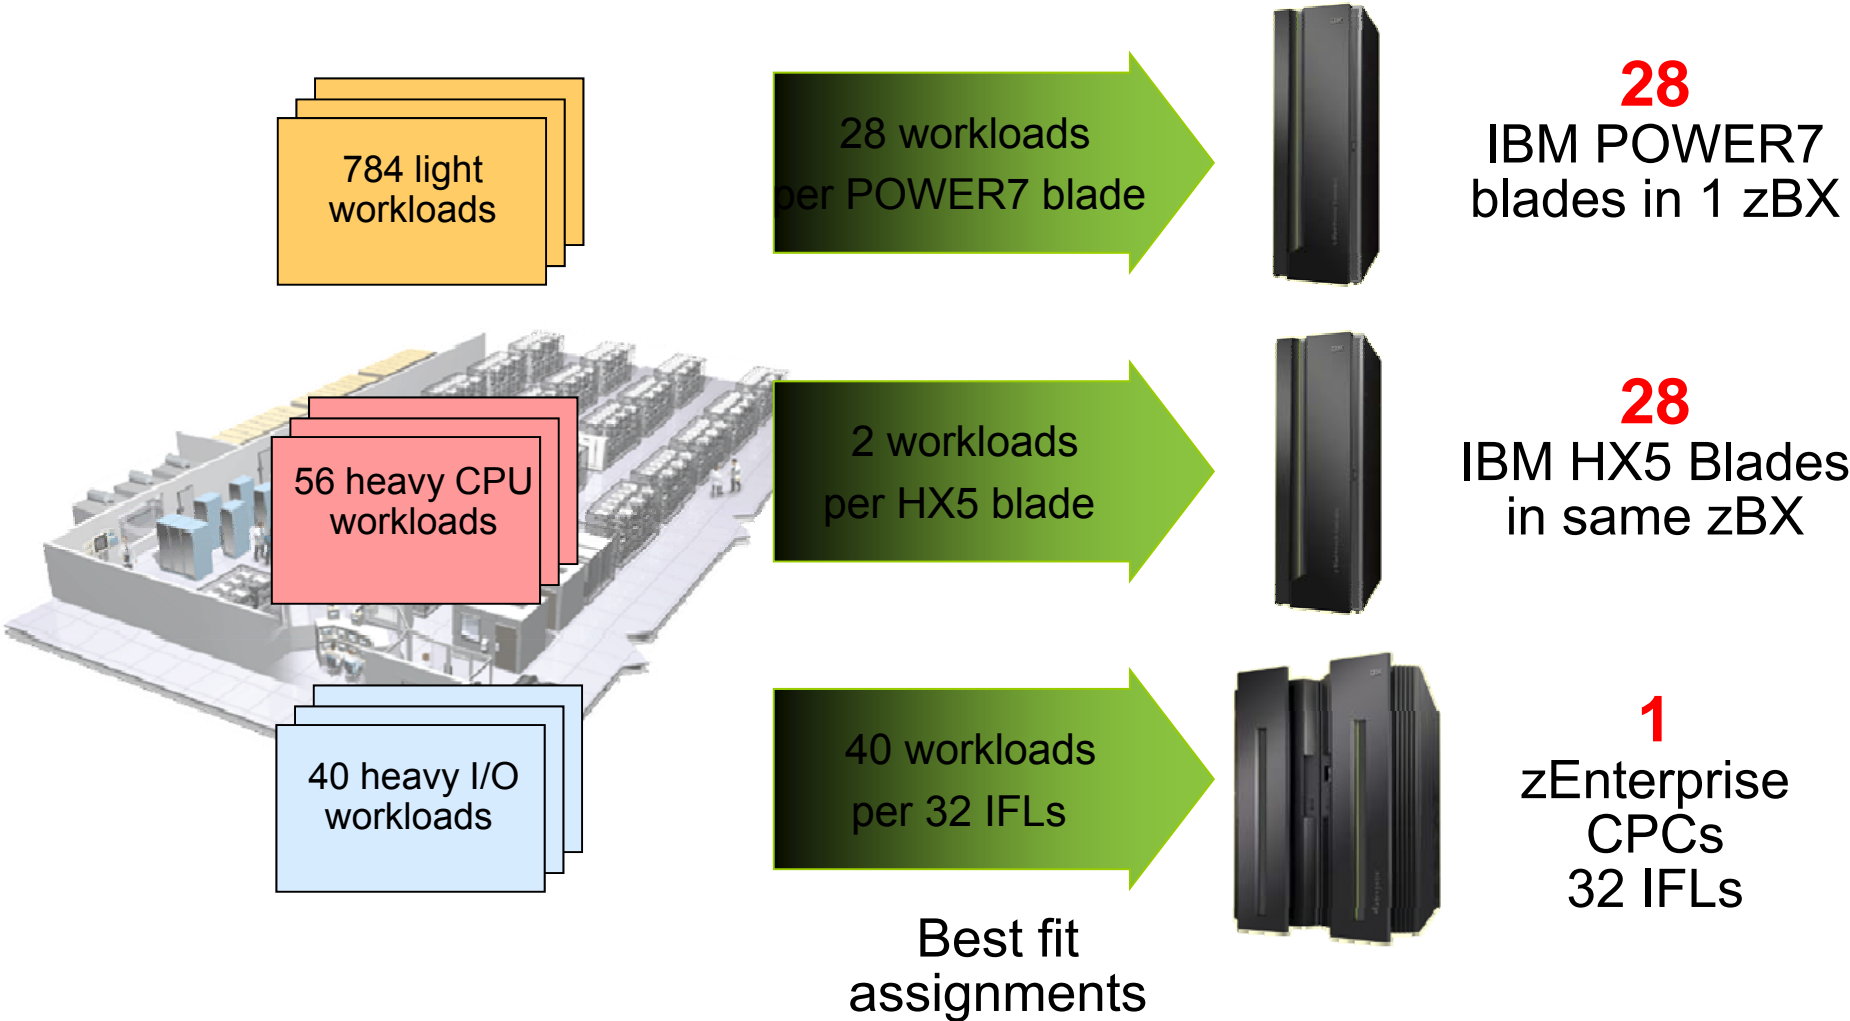 784 light
workloads
28 workloads
per POWER7 blade
28
IBM POWER7
blades in 1 zBX
56 heavy CPU
workloads
2 workloads
per HX5 blade
28
IBM HX5 Blades
in same zBX
40 heavy I/O
workloads
40 workloads
per 32 IFLs
1
zEnterprise
CPCs
32 IFLs
Best fit
assignments